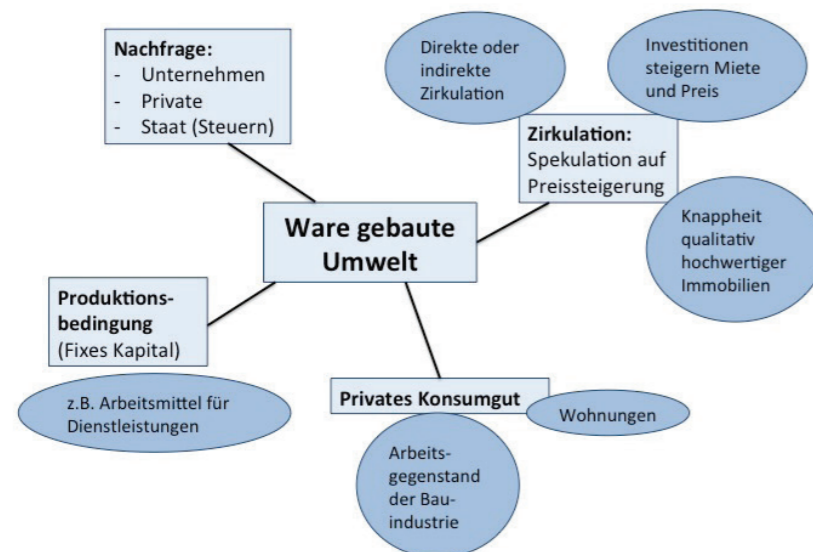 Nachfrage:
- Unternehmen
- Private
- Staat (Steuern)
Direkte oder
indirekte
Zirkulation
Investitionen
steigern Miete
und Preis
Zirkulation:
Spekulation auf
Preissteigerung
Knappheit
qualitativ
hochwertiger
Immobilien
Ware gebaute
Umwelt
Produktions-
bedingung
(Fixes Kapital)
z.B. Arbeitsmittel für
Dienstleistungen
Privates Konsumgut
Wohnungen
Arbeits-
gegenstand
der Bau-
industrie